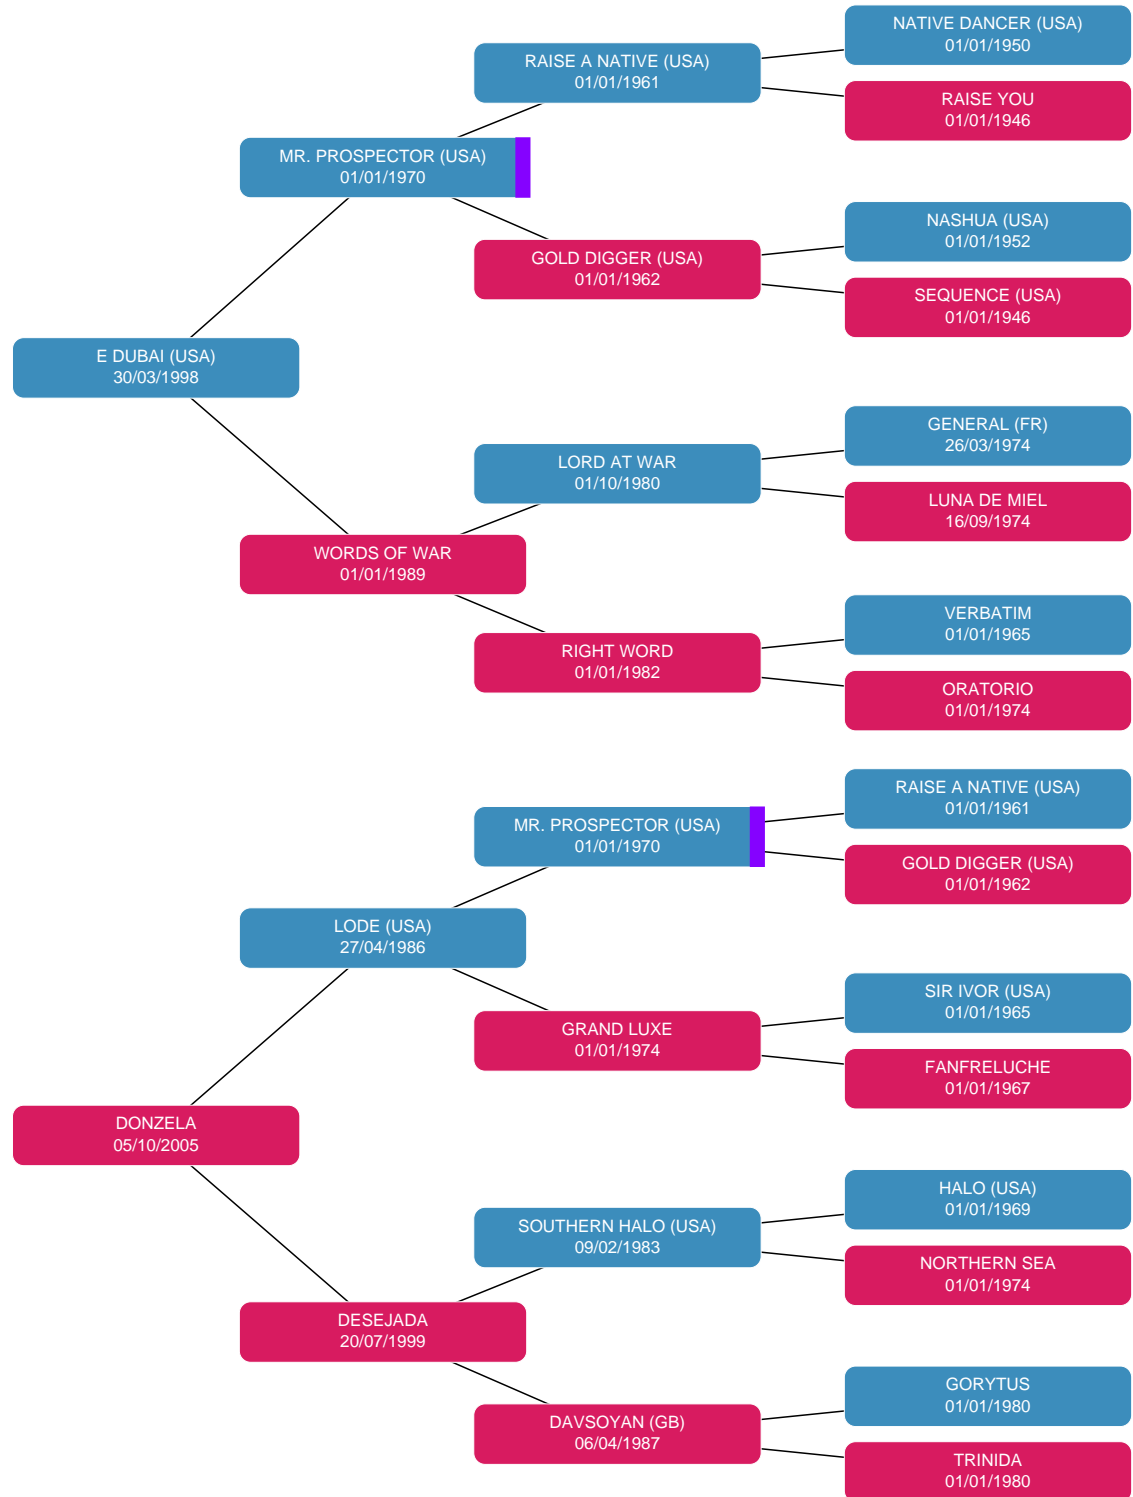 NATIVE DANCER (USA)
01/01/1950
RAISE A NATIVE (USA)
01/01/1961
RAISE YOU
01/01/1946
MR. PROSPECTOR (USA)
01/01/1970
NASHUA (USA)
01/01/1952
GOLD DIGGER (USA)
01/01/1962
SEQUENCE (USA)
01/01/1946
E DUBAI (USA)
30/03/1998
GENERAL (FR)
26/03/1974
LORD AT WAR
01/10/1980
LUNA DE MIEL
16/09/1974
WORDS OF WAR
01/01/1989
VERBATIM
01/01/1965
RIGHT WORD
01/01/1982
ORATORIO
01/01/1974
RAISE A NATIVE (USA)
01/01/1961
MR. PROSPECTOR (USA)
01/01/1970
GOLD DIGGER (USA)
01/01/1962
LODE (USA)
27/04/1986
SIR IVOR (USA)
01/01/1965
GRAND LUXE
01/01/1974
FANFRELUCHE
01/01/1967
DONZELA
05/10/2005
HALO (USA)
01/01/1969
SOUTHERN HALO (USA)
09/02/1983
NORTHERN SEA
01/01/1974
DESEJADA
20/07/1999
GORYTUS
01/01/1980
DAVSOYAN (GB)
06/04/1987
TRINIDA
01/01/1980